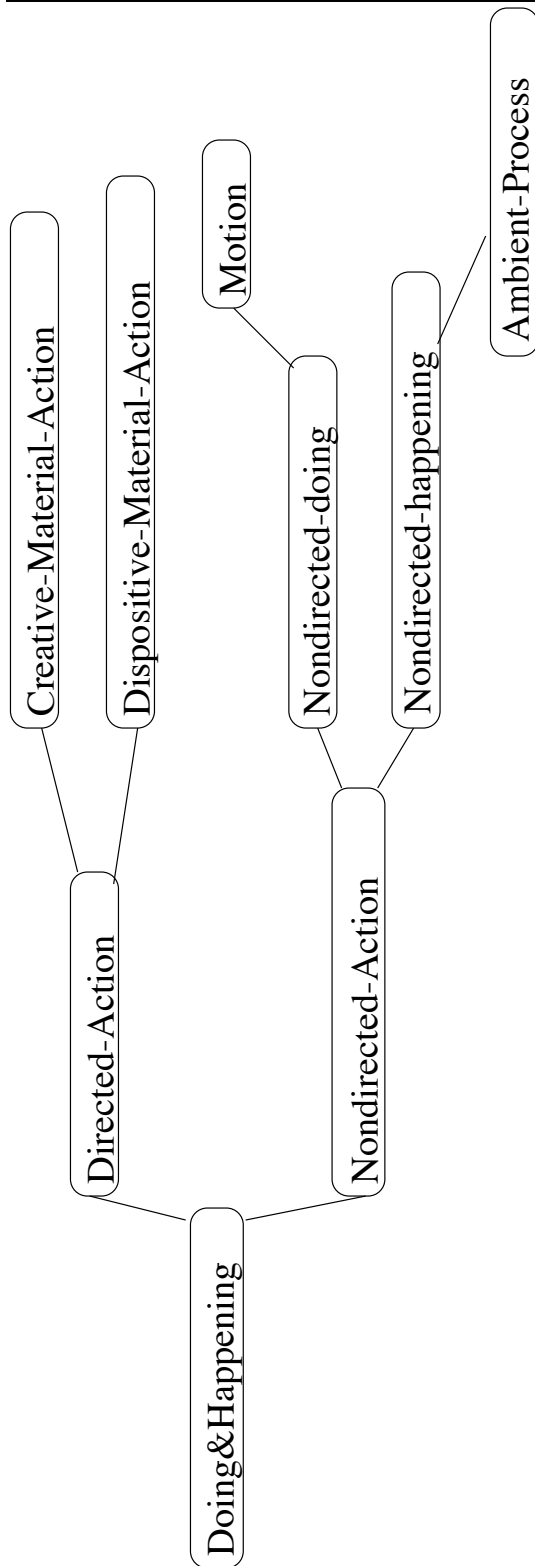 Doing&Happening
Directed-Action
Creative-Material-Action
Dispositive-Material-Action
Nondirected-Action
Nondirected-doing
Motion
Nondirected-happening
Ambient-Process